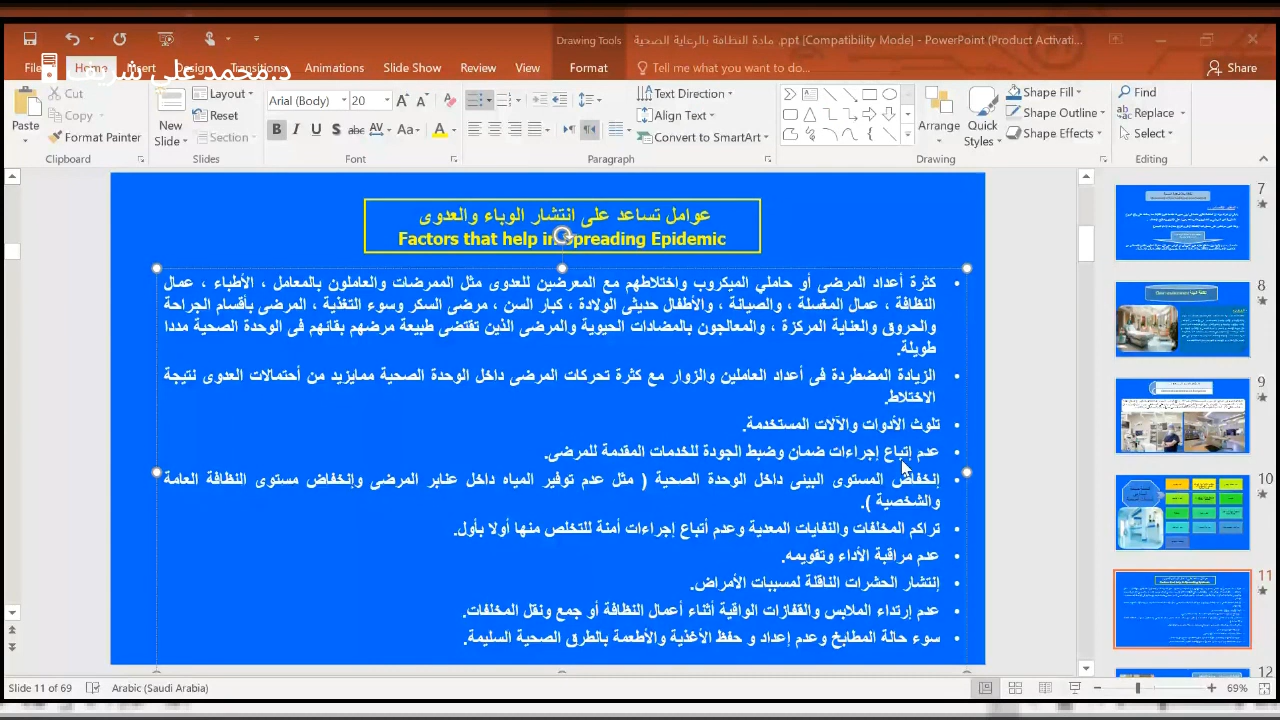 Drawing Tools
مادة النظافة بالرعاية الصحية .ppt [Compatibility Mode] - PowerPoint (Product Activati...
د.محمد على شريف
File Home Insert Design Transitions Animations Slide Show Review View Format Tell me what you want to do... Share
Paste
Cut
Copy
Format Painter
Clipboard
New Slide
Layout
Reset
Section
Slides
Arial (Body) 20
B I U S abc AV Aa A
Font
Text Direction
Align Text
Convert to SmartArt
Paragraph
Arrange
Quick Styles
Shape Fill
Shape Outline
Shape Effects
Drawing
Find
Replace
Select
Editing
عوامل تساعد على انتشار الوباء والعدوى
Factors that help in Spreading Epidemic
كثرة أعداد المرضى أو حاملي الميكروب واختلاطهم مع المعرضين للعدوى مثل الممرضات والعاملون بالمعامل ، الأطباء ، عمال
النظافة ، عمال المغسلة ، والصيانة ، والأطفال حديثى الولادة، كبار السن ، مرضى السكر وسوء التغذية ، المرضى بأقسام الجراحة
والحروق والعناية المركزة ، والمعالجون بالمضادات الحيوية والمرضى الذين تقتضى طبيعة مرضهم بقائهم فى الوحدة الصحية مددا
طويلة.
الزيادة المضطردة فى أعداد العاملين والزوار مع كثرة تحركات المرضى داخل الوحدة الصحية ممايزيد من أحتمالات العدوى نتيجة
الاختلاط.
تلوث الأدوات والآلات المستخدمة.
عدم إتباع إجراءات ضمان وضبط الجودة للخدمات المقدمة للمرضى.
إنخفاض المستوى البيئى داخل الوحدة الصحية ( مثل عدم توفير المياه داخل عنابر المرضى وإنخفاض مستوى النظافة العامة
والشخصية ).
تراكم المخلفات والنفايات المعدية وعدم أتباع إجراءات أمنة للتخلص منها أولا بأول.
عدم مراقبة الأداء وتقويمه.
انتشار الحشرات الناقلة لمسببات الأمراض.
عدم ارتداء الملابس والقفازات الواقية أثناء أعمال النظافة أو جمع ونقل المخلفات.
سوء حالة المطابخ وعدم إعداد و حفظ الأغذية والأطعمة بالطرق الصحية السليمة.
7
8
9
10
11
12
Slide 11 of 69 Arabic (Saudi Arabia) 69%